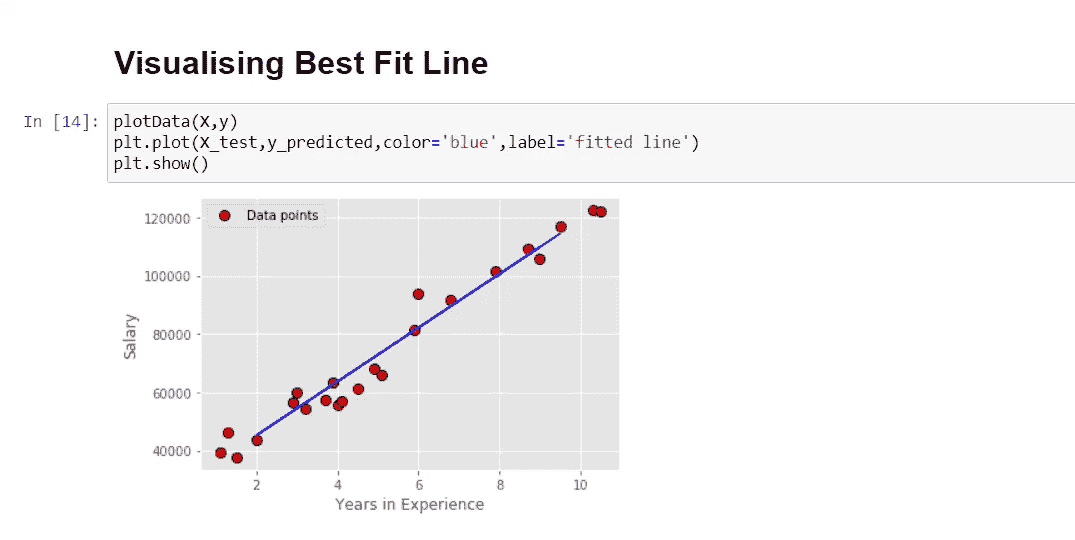 Visualising Best Fit Line
In [14]: plotData(X,y)
plt.plot(X_test,y_predicted,color='blue',label='fitted line')
plt.show()
Data points
120000
100000
80000
60000
40000
Salary
2 4 6 8 10
Years in Experience